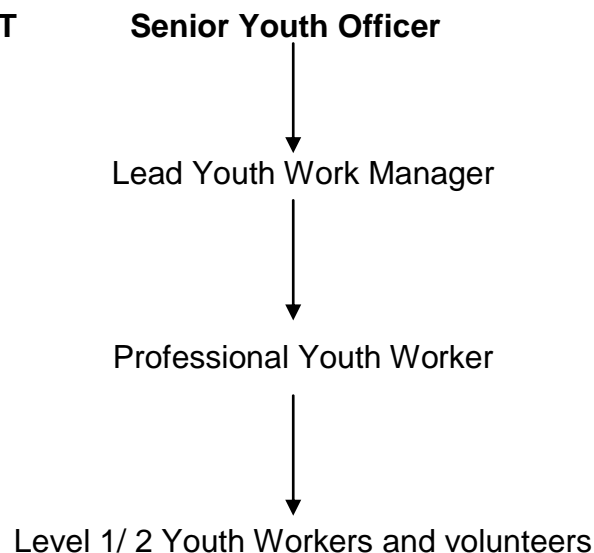 T Senior Youth Officer
Lead Youth Work Manager
Professional Youth Worker
Level 1/ 2 Youth Workers and volunteers